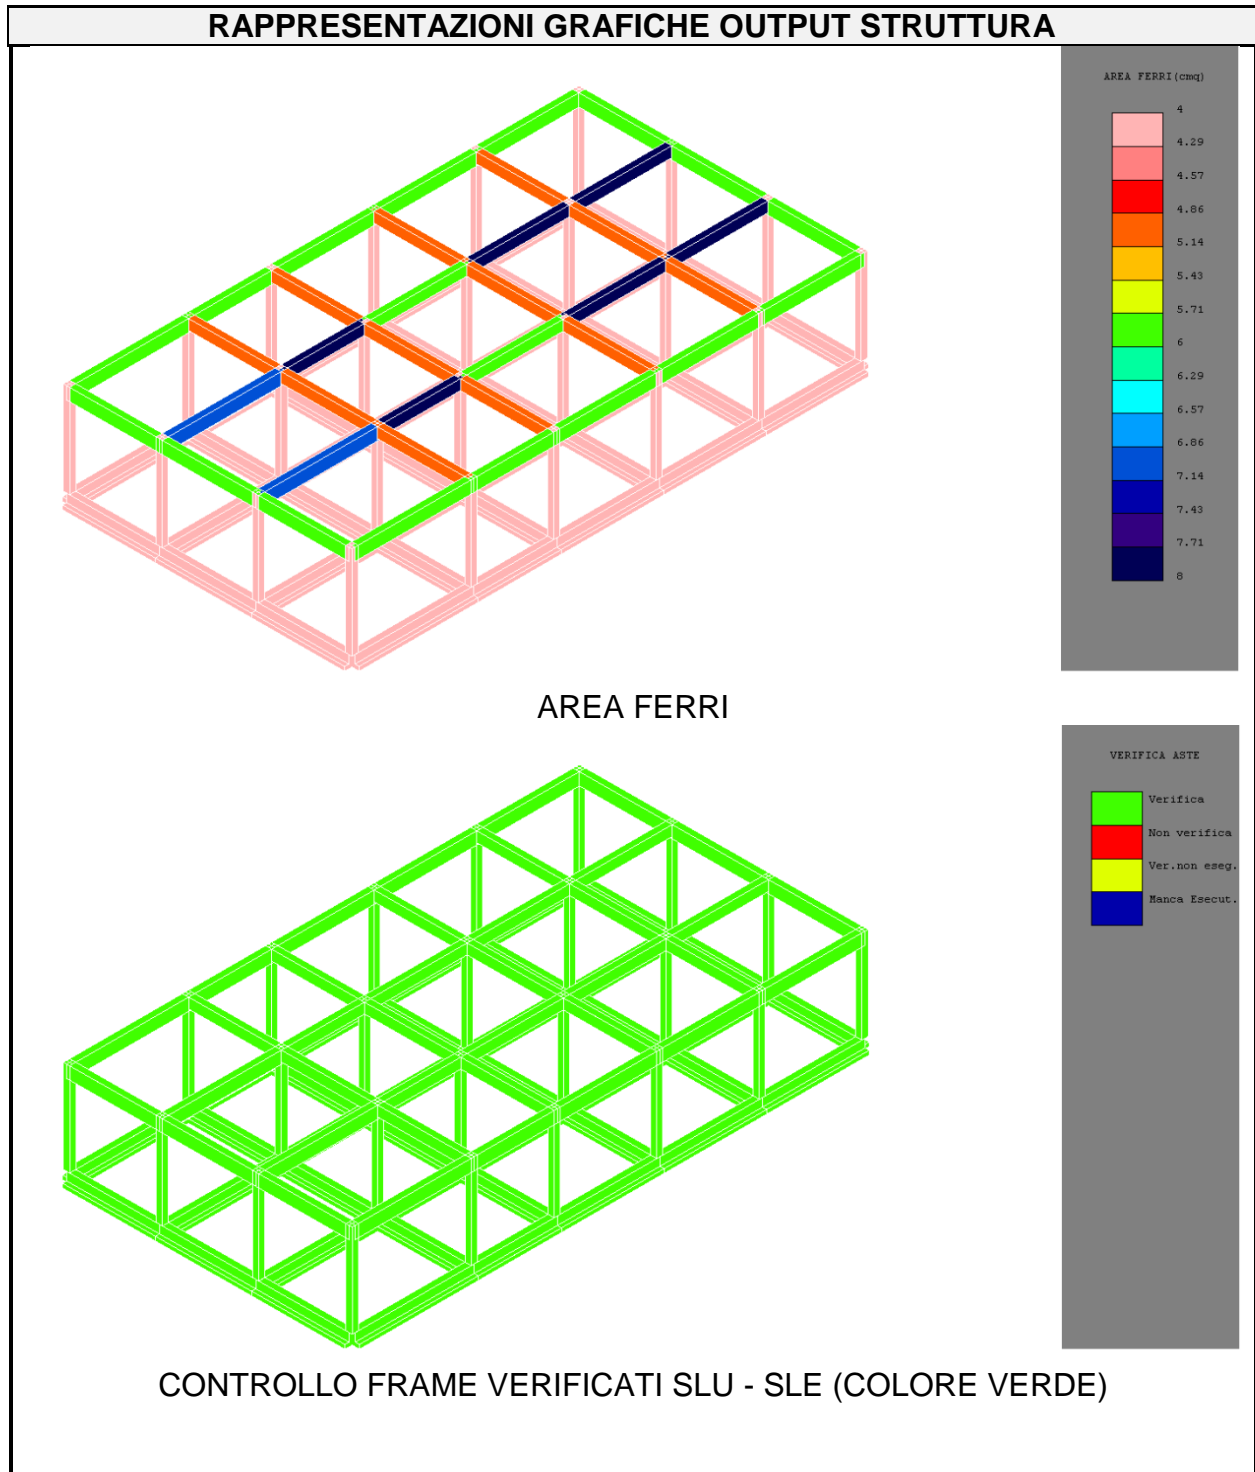 RAPPRESENTAZIONI GRAFICHE OUTPUT STRUTTURA
AREA FERRI(cmq)
4
4.29
4.57
4.86
5.14
5.43
5.71
6
6.29
6.57
6.86
7.14
7.43
7.71
8
AREA FERRI
VERIFICA ASTE
Verifica
Non verifica
Ver.non eseg.
Manca Esecut.
CONTROLLO FRAME VERIFICATI SLU - SLE (COLORE VERDE)